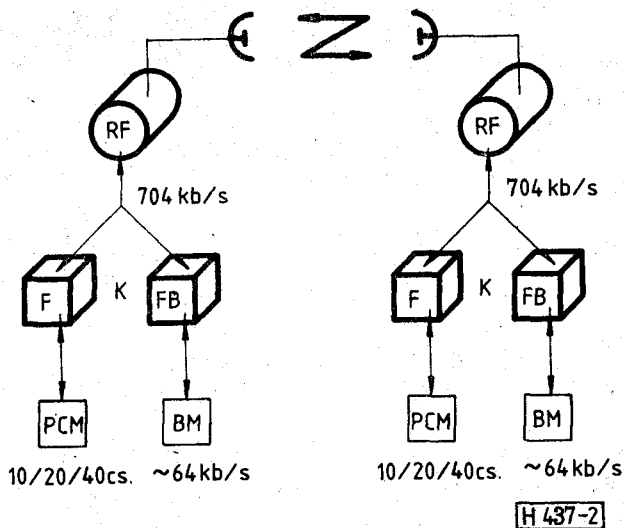 RF
RF
704 kb/s
704 kb/s
F K FB
F K FB
PCM BM
PCM BM
10/20/40cs. ~64kb/s
10/20/40cs. ~64kb/s
H 437-2